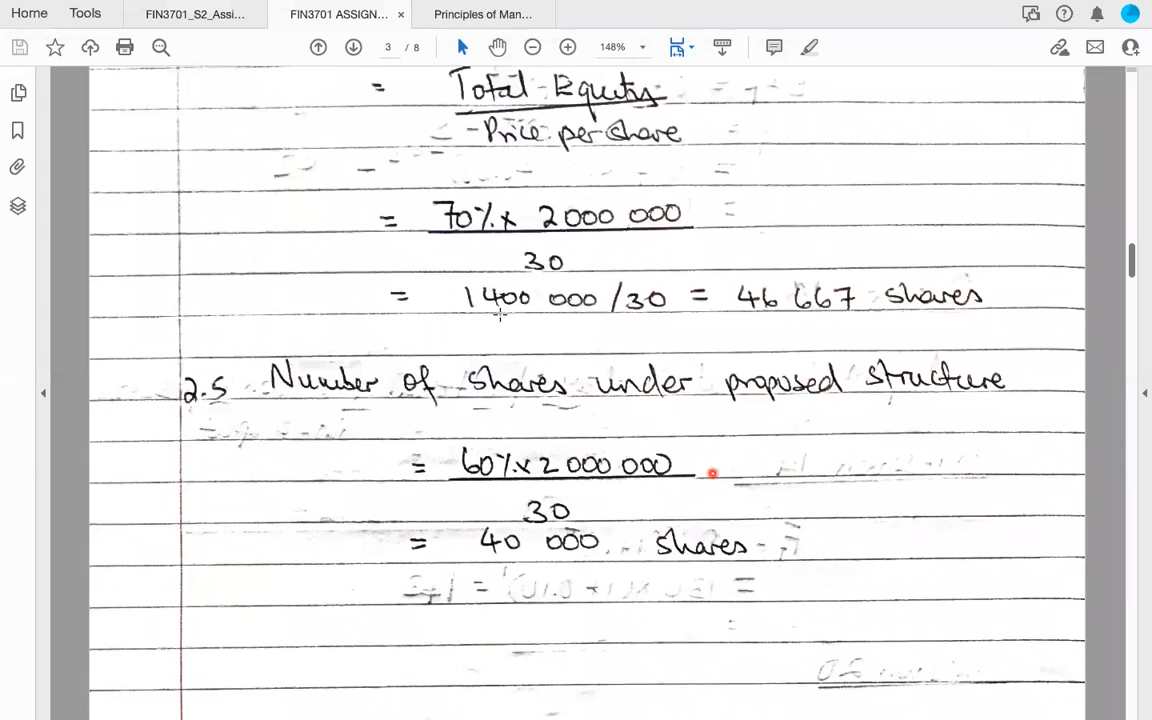 Home Tools FIN3701_S2_Assi... FIN3701 ASSIGN... × Principles of Man...
3 / 8 148%
= Total Equity
Price per share
= 70% x 2 000 000
30
= 1 400 000 / 30 = 46 667 shares
2.5 Number of shares under proposed structure
= 60% x 2 000 000
30
= 40 000 shares